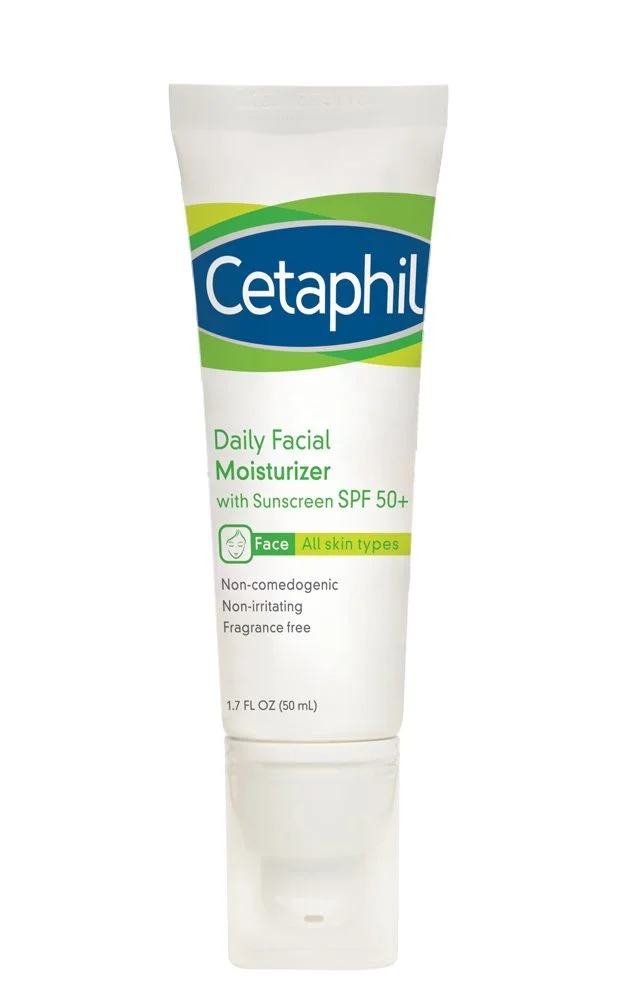 Cetaphil
Daily Facial
Moisturizer
with Sunscreen SPF 50+
Face All skin types
Non-comedogenic
Non-irritating
Fragrance free
1.7 FL OZ (50 mL)